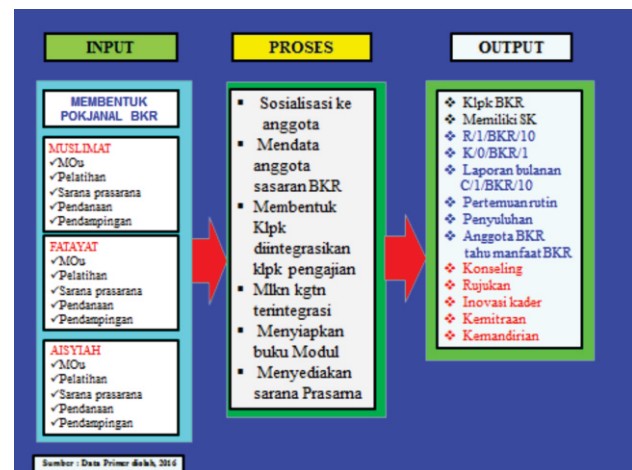 INPUT
MEMBENTUK
POKJANAL BKR
MUSLIMAT
✓MOu
✓Pelatihan
✓Sarana prasarana
✓Pendanaan
✓Pendampingan
FATAYAT
✓MOu
✓Pelatihan
✓Sarana prasarana
✓Pendanaan
✓Pendampingan
AISYIAH
✓MOu
✓Pelatihan
✓Sarana prasarana
✓Pendanaan
✓Pendampingan
PROSES
▪ Sosialisasi ke
anggota
▪ Mendata
anggota
sasaran BKR
▪ Membentuk
Klpk
diintegrasikan
klpk pengajian
▪ Mlkn kgtn
terintegrasi
▪ Menyiapkan
buku Modul
▪ Menyediakan
sarana Prasarna
OUTPUT
❖ Klpk BKR
❖ Memiliki SK
❖ R/1/BKR/10
❖ K/0/BKR/1
❖ Laporan bulanan
C/1/BKR/10
❖ Pertemuan rutin
❖ Penyuluhan
❖ Anggota BKR
tahu manfaat BKR
❖ Konseling
❖ Rujukan
❖ Inovasi kader
❖ Kemitraan
❖ Kemandirian
Sumber : Data Primer diolah, 2016